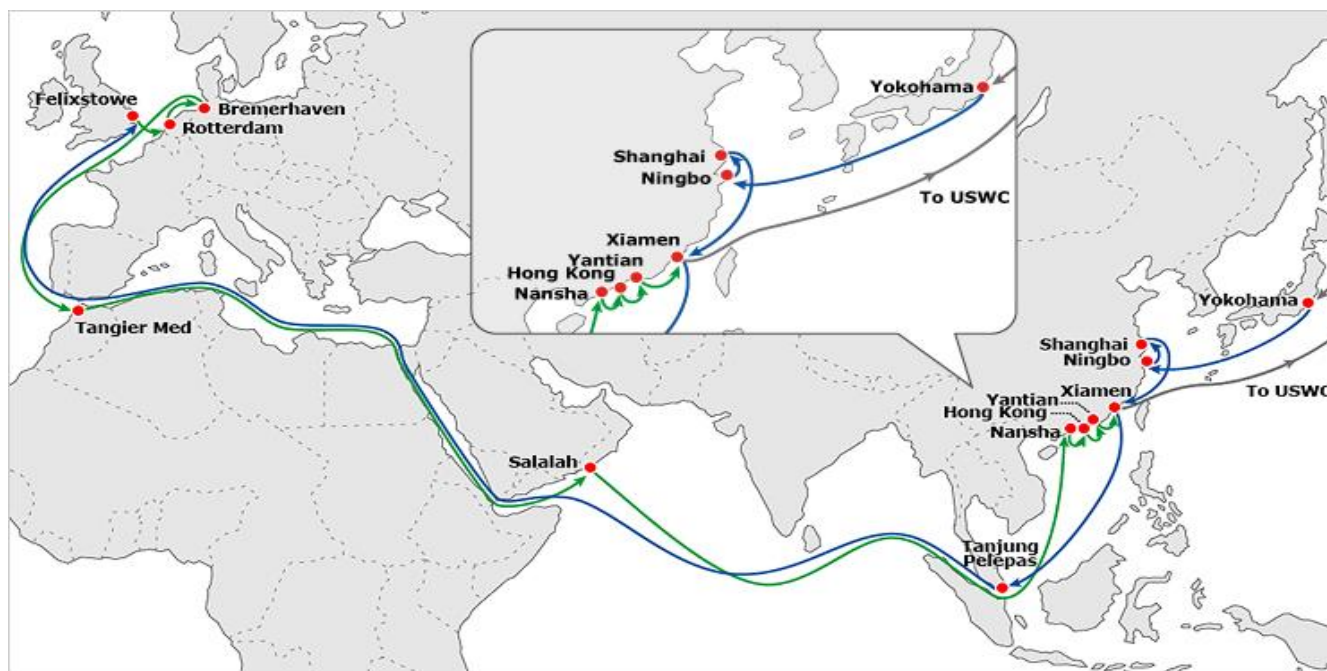 Felixstowe
Bremerhaven
Rotterdam
Tangier Med
Salalah
Yokohama
Shanghai
Ningbo
To USWC
Xiamen
Yantian
Hong Kong
Nansha
Yokohama
Shanghai
Ningbo
Xiamen
To USWC
Yantian
Hong Kong
Nansha
Tanjung
Pelepas